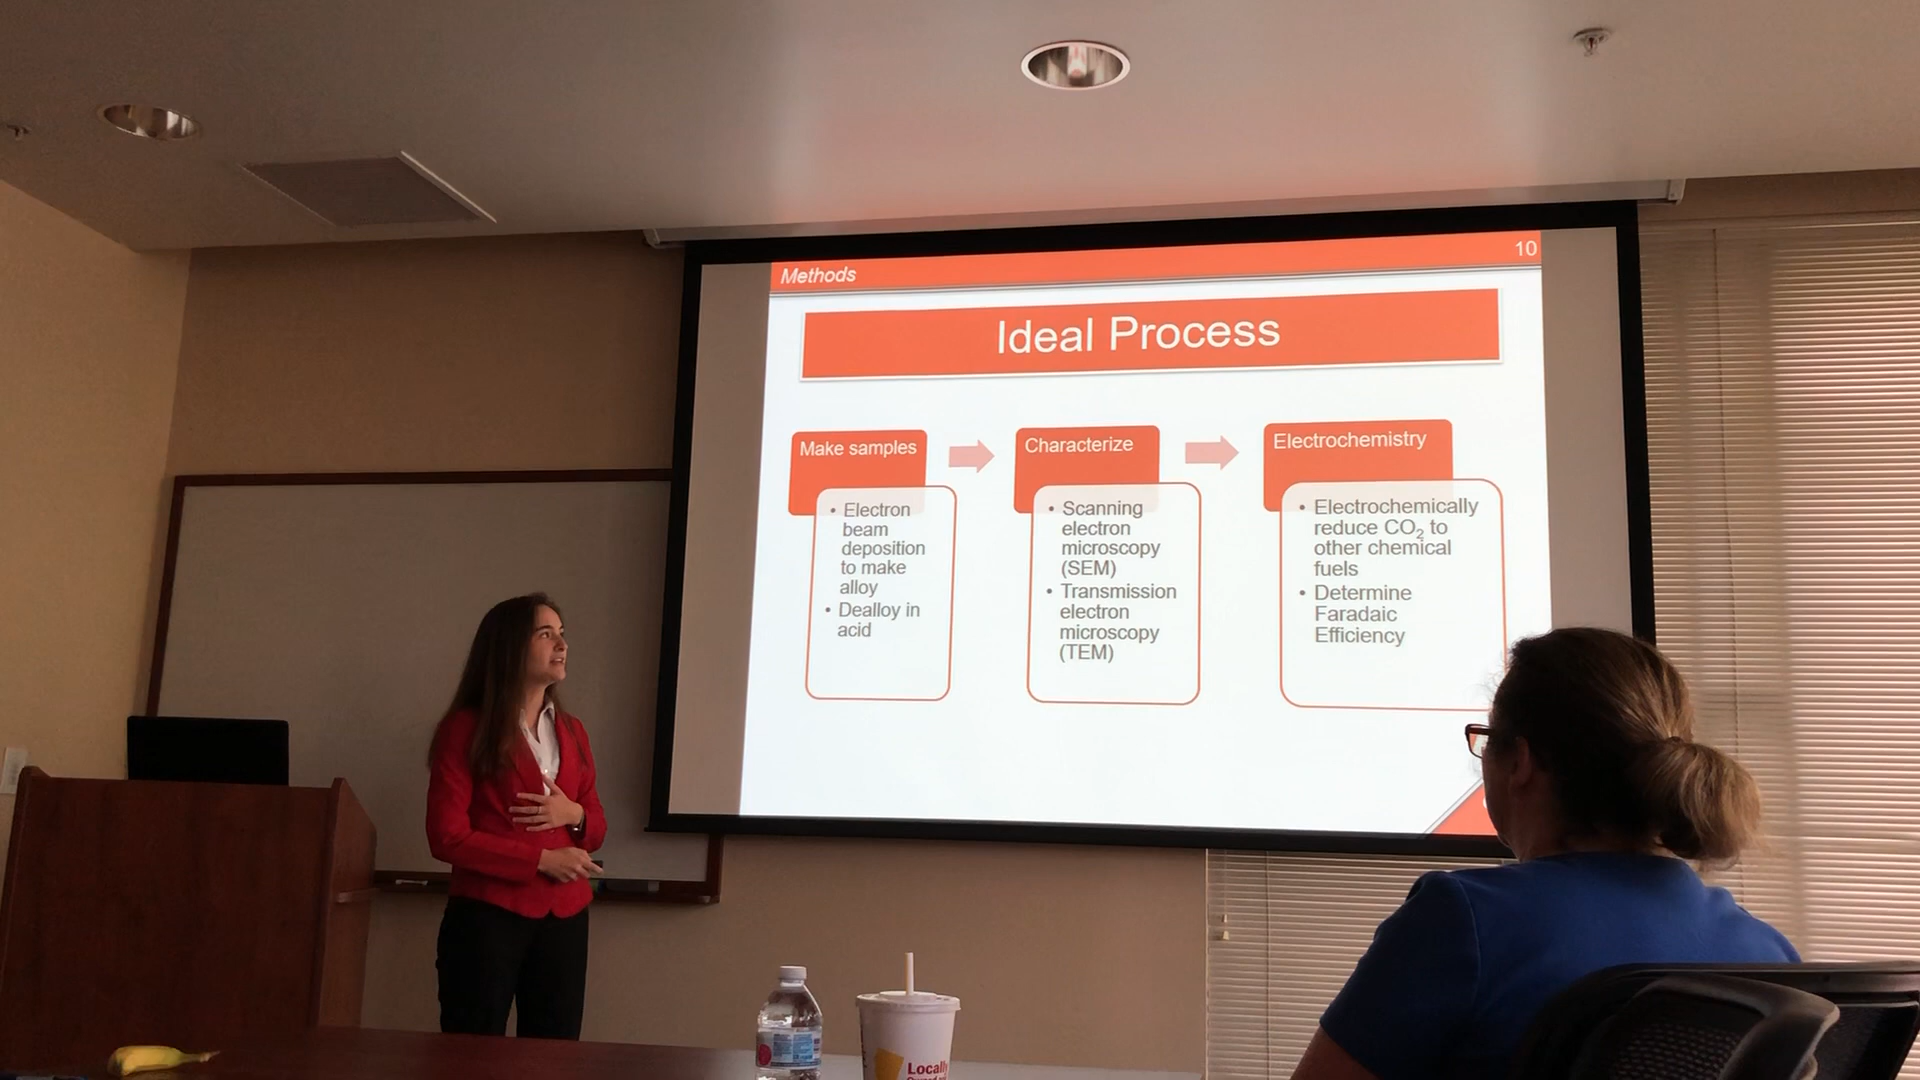 Methods
10
Ideal Process
Make samples
• Electron
beam
deposition
to make
alloy
• Dealloy in
acid
Characterize
• Scanning
electron
microscopy
(SEM)
• Transmission
electron
microscopy
(TEM)
Electrochemistry
• Electrochemically
reduce CO₂ to
other chemical
fuels
• Determine
Faradaic
Efficiency
Locally